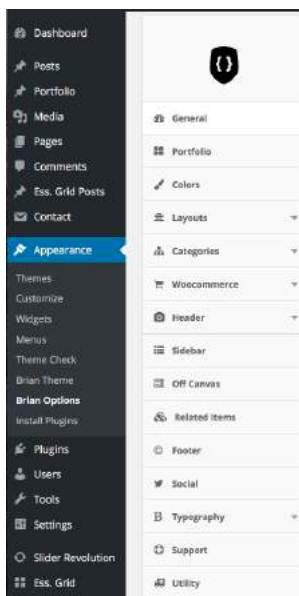 Dashboard
Posts
Portfolio
Media
Pages
Comments
Ess. Grid Posts
Contact
Appearance
Themes
Customize
Widgets
Menus
Theme Check
Brian Theme
Brian Options
Install Plugins
Plugins
Users
Tools
Settings
Slider Revolution
Ess. Grid
{}
General
Portfolio
Colors
Layouts
Categories
Woocommerce
Header
Sidebar
Off Canvas
Related Items
Footer
Social
Typography
Support
Utility